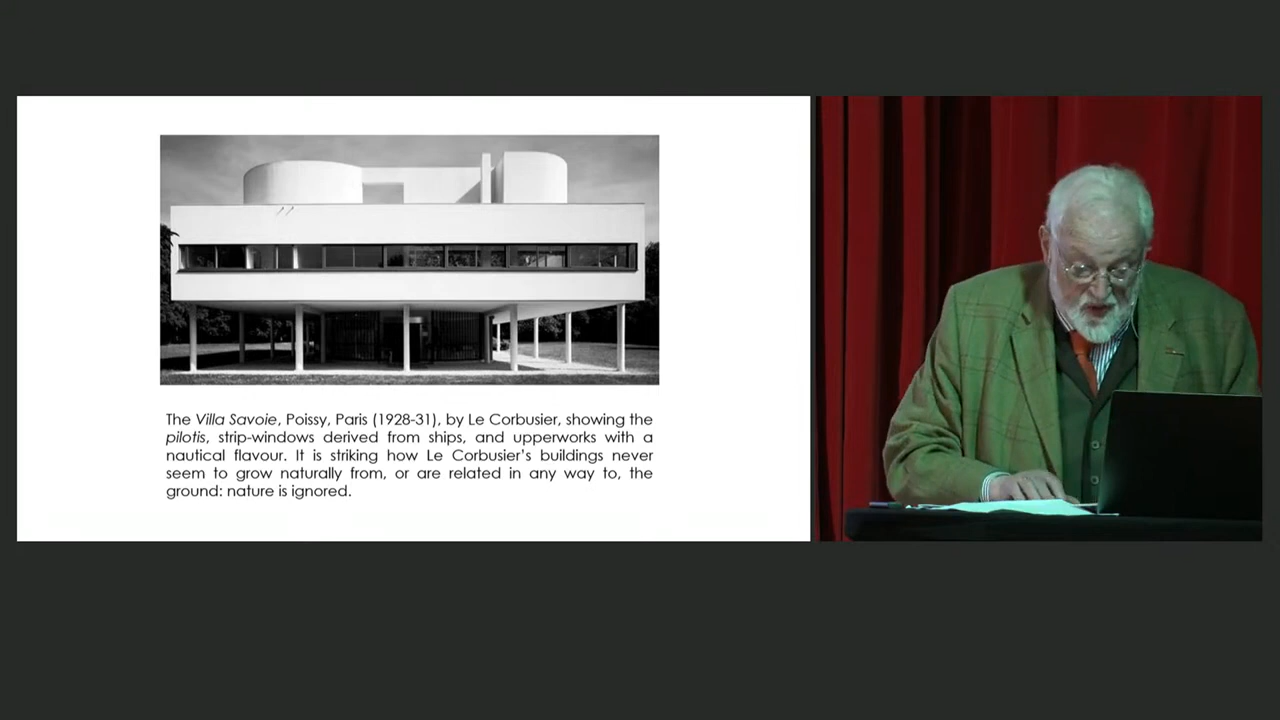 The Villa Savoie, Poissy, Paris (1928-31), by Le Corbusier, showing the
pilotis, strip-windows derived from ships, and upperworks with a
nautical flavour. It is striking how Le Corbusier's buildings never
seem to grow naturally from, or are related in any way to, the
ground: nature is ignored.